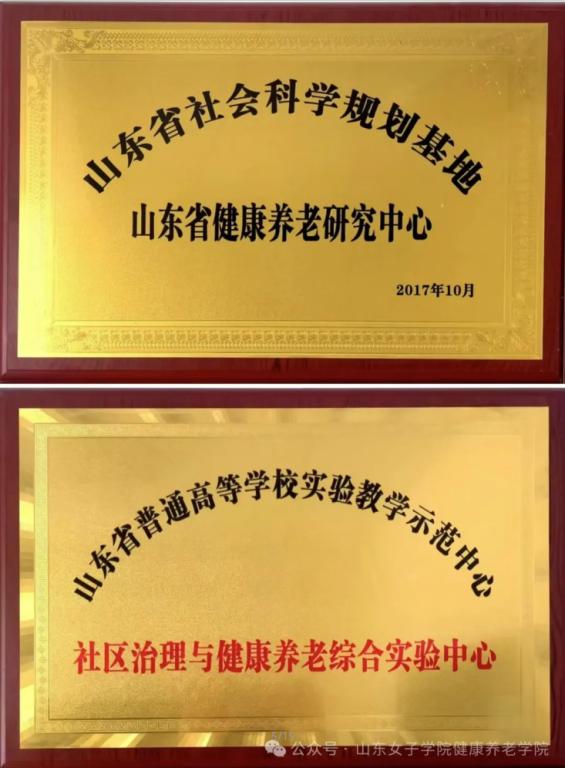 山东省社会科学规划基地
山东省健康养老研究中心
2017年10月
山东省普通高等学校实验教学示范中心
社区治理与健康养老综合实验中心
5/15
公众号 · 山东女子学院健康养老学院